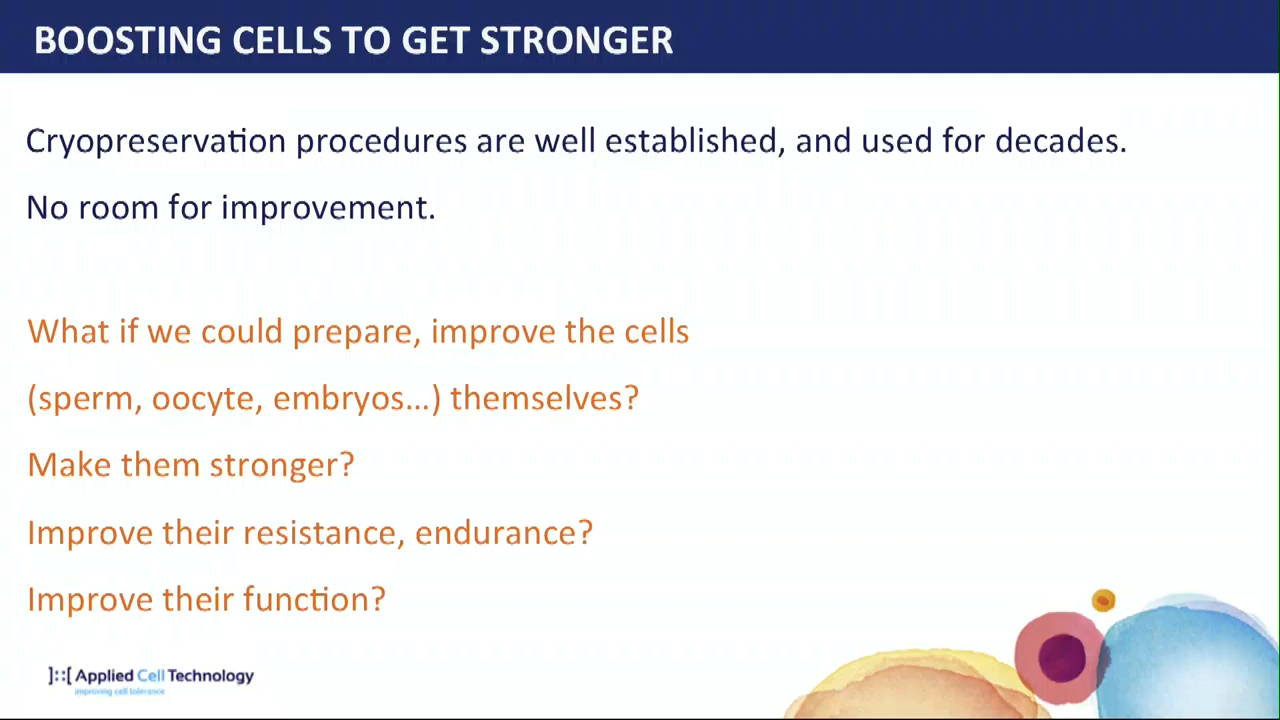 BOOSTING CELLS TO GET STRONGER
Cryopreservation procedures are well established, and used for decades.
No room for improvement.
What if we could prepare, improve the cells
(sperm, oocyte, embryos...) themselves?
Make them stronger?
Improve their resistance, endurance?
Improve their function?
]::[ Applied Cell Technology
improving cell tolerance